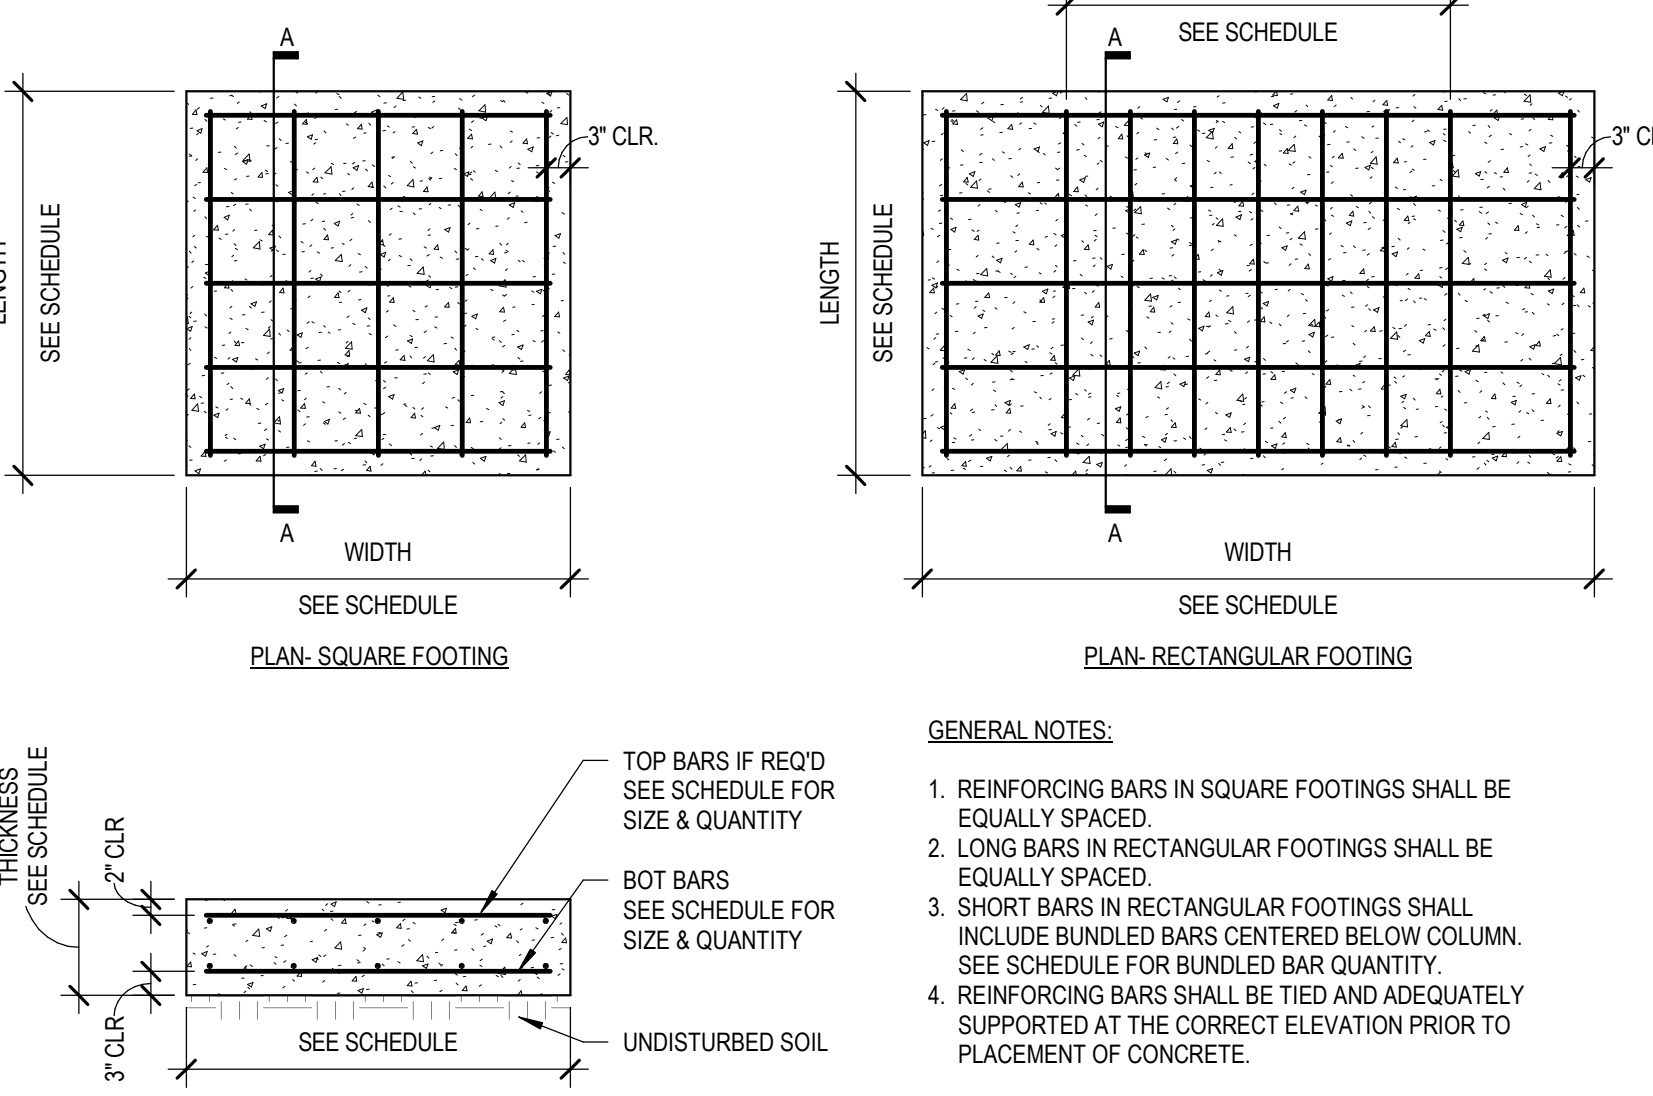 SEE SCHEDULE
A
A
3" CLR.
LENGTH
SEE SCHEDULE
A
WIDTH
SEE SCHEDULE
PLAN- SQUARE FOOTING
LENGTH
SEE SCHEDULE
A
WIDTH
SEE SCHEDULE
PLAN- RECTANGULAR FOOTING
THICKNESS
SEE SCHEDULE
2" CLR
3" CLR
TOP BARS IF REQ'D
SEE SCHEDULE FOR
SIZE & QUANTITY
BOT BARS
SEE SCHEDULE FOR
SIZE & QUANTITY
SEE SCHEDULE
UNDISTURBED SOIL
GENERAL NOTES:
1. REINFORCING BARS IN SQUARE FOOTINGS SHALL BE
EQUALLY SPACED.
2. LONG BARS IN RECTANGULAR FOOTINGS SHALL BE
EQUALLY SPACED.
3. SHORT BARS IN RECTANGULAR FOOTINGS SHALL
INCLUDE BUNDLED BARS CENTERED BELOW COLUMN.
SEE SCHEDULE FOR BUNDLED BAR QUANTITY.
4. REINFORCING BARS SHALL BE TIED AND ADEQUATELY
SUPPORTED AT THE CORRECT ELEVATION PRIOR TO
PLACEMENT OF CONCRETE.